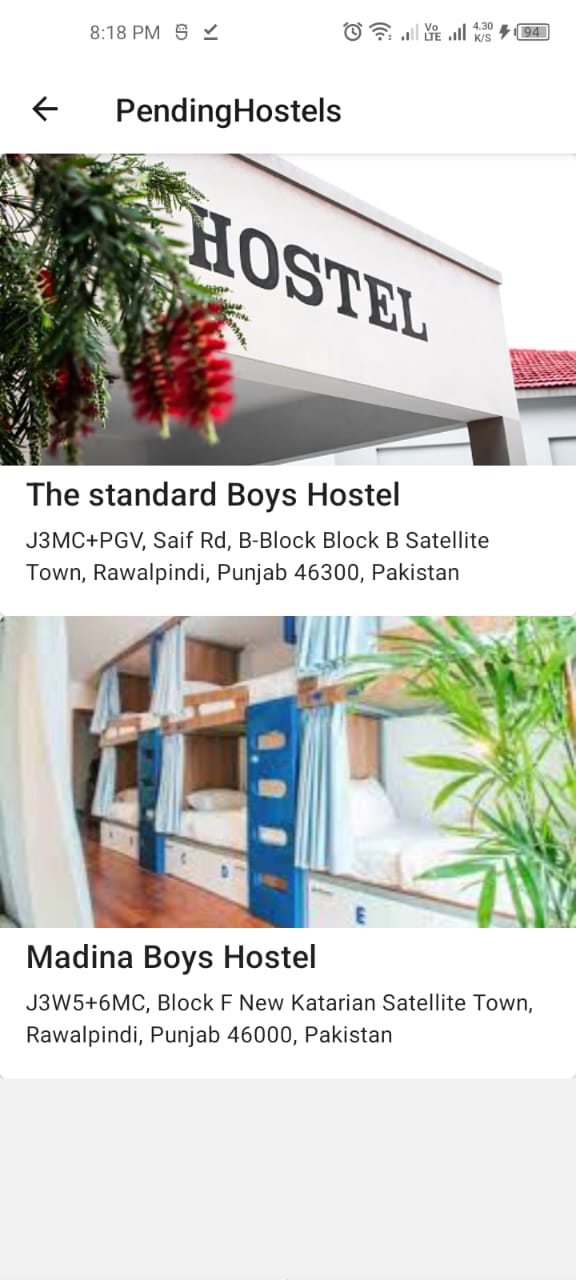 8:18 PM
Vo
LTE
4.30
K/S
94
PendingHostels
HOSTEL
The standard Boys Hostel
J3MC+PGV, Saif Rd, B-Block Block B Satellite
Town, Rawalpindi, Punjab 46300, Pakistan
C
D
E
Madina Boys Hostel
J3W5+6MC, Block F New Katarian Satellite Town,
Rawalpindi, Punjab 46000, Pakistan